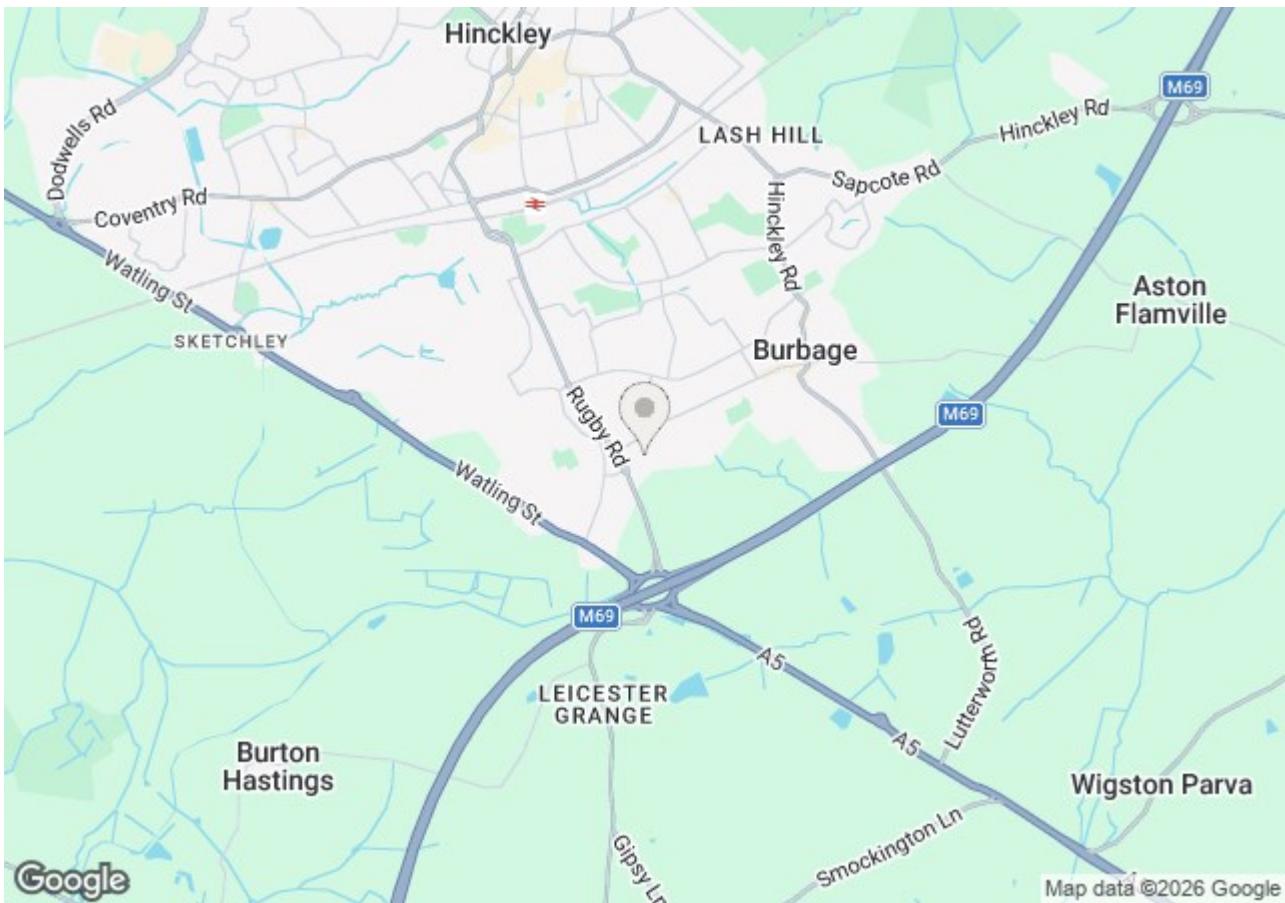 Hinckley
M69
Dodwells Rd
Hinckley Rd
LASH HILL
Sapcote Rd
Coventry Rd
Hinckley Rd
Watling St
Aston
Flamville
SKETCHLEY
Burbage
Rugby Rd
M69
Watling St
M69
Lutterworth Rd
A5
LEICESTER
GRANGE
A5
Burton
Hastings
Wigston Parva
Gipsy Ln
Smockington Ln
Google
Map data ©2026 Google